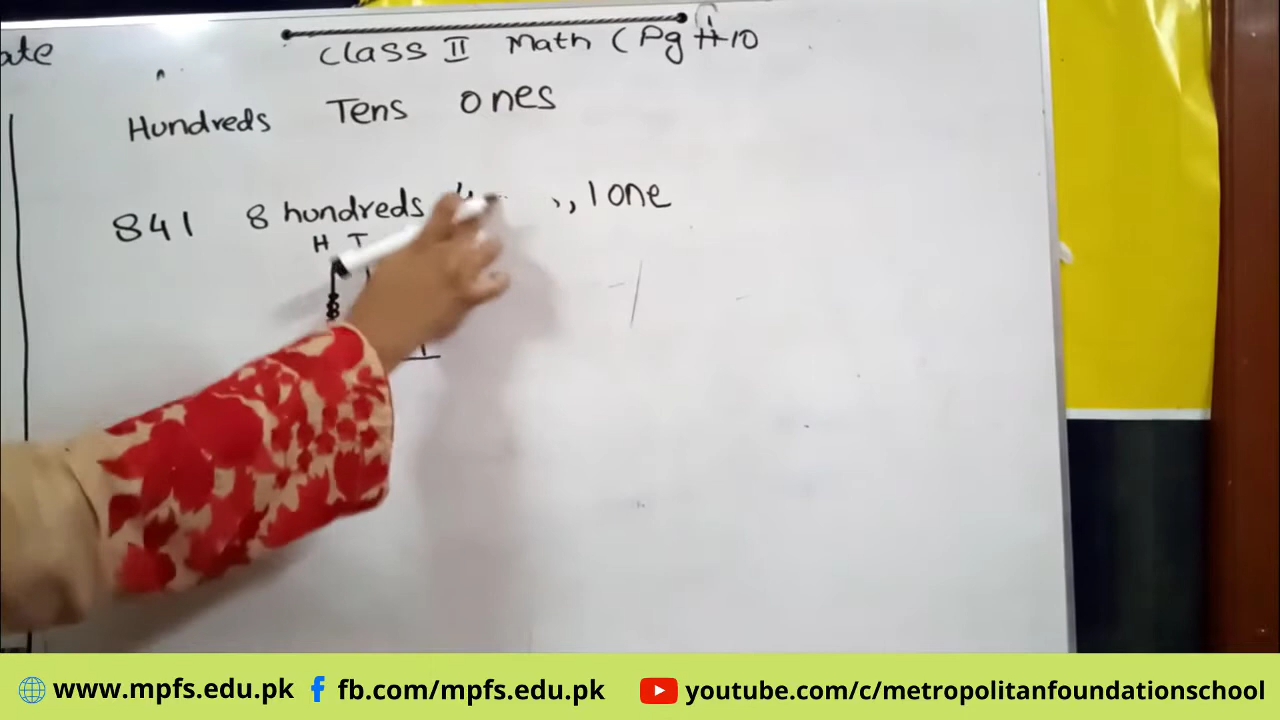 ate
Class II Math (Pg # 10
Hundreds Tens ones
841 8 hundreds , 1 one
H T
www.mpfs.edu.pk fb.com/mpfs.edu.pk youtube.com/c/metropolitanfoundationschool